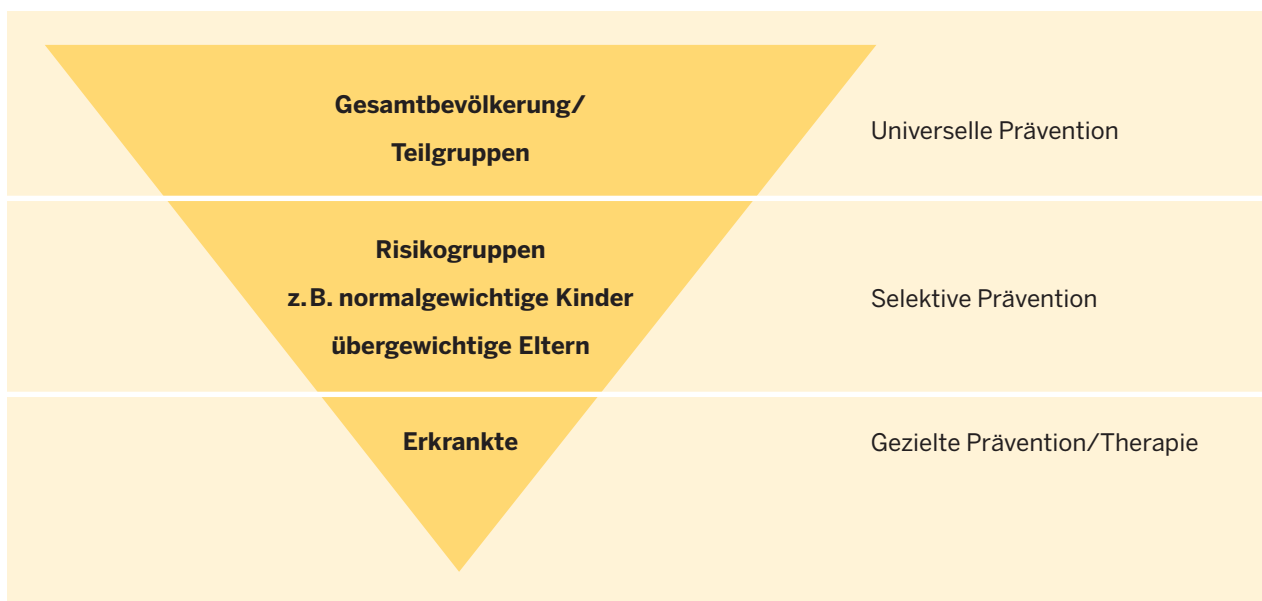 Gesamtbevölkerung/
Teilgruppen
Universelle Prävention
Risikogruppen
z.B. normalgewichtige Kinder
übergewichtige Eltern
Selektive Prävention
Erkrankte
Gezielte Prävention/Therapie